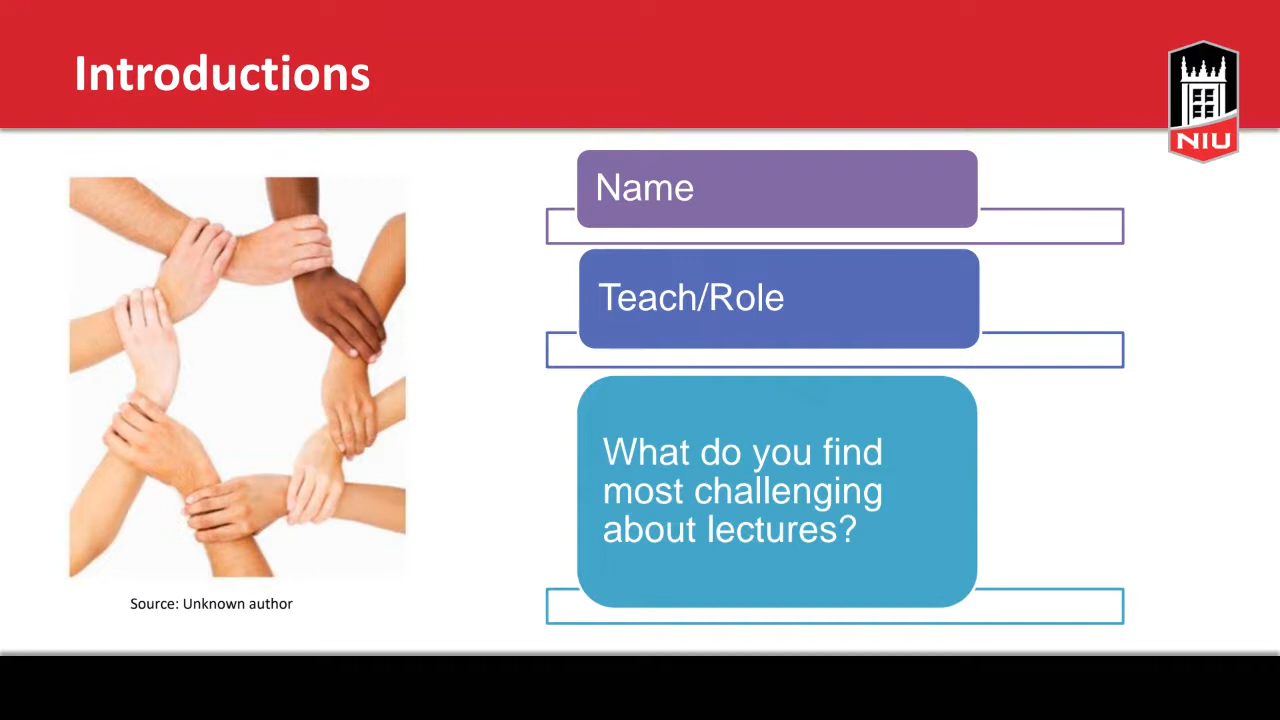 Introductions
NIU
Name
Teach/Role
What do you find
most challenging
about lectures?
Source: Unknown author